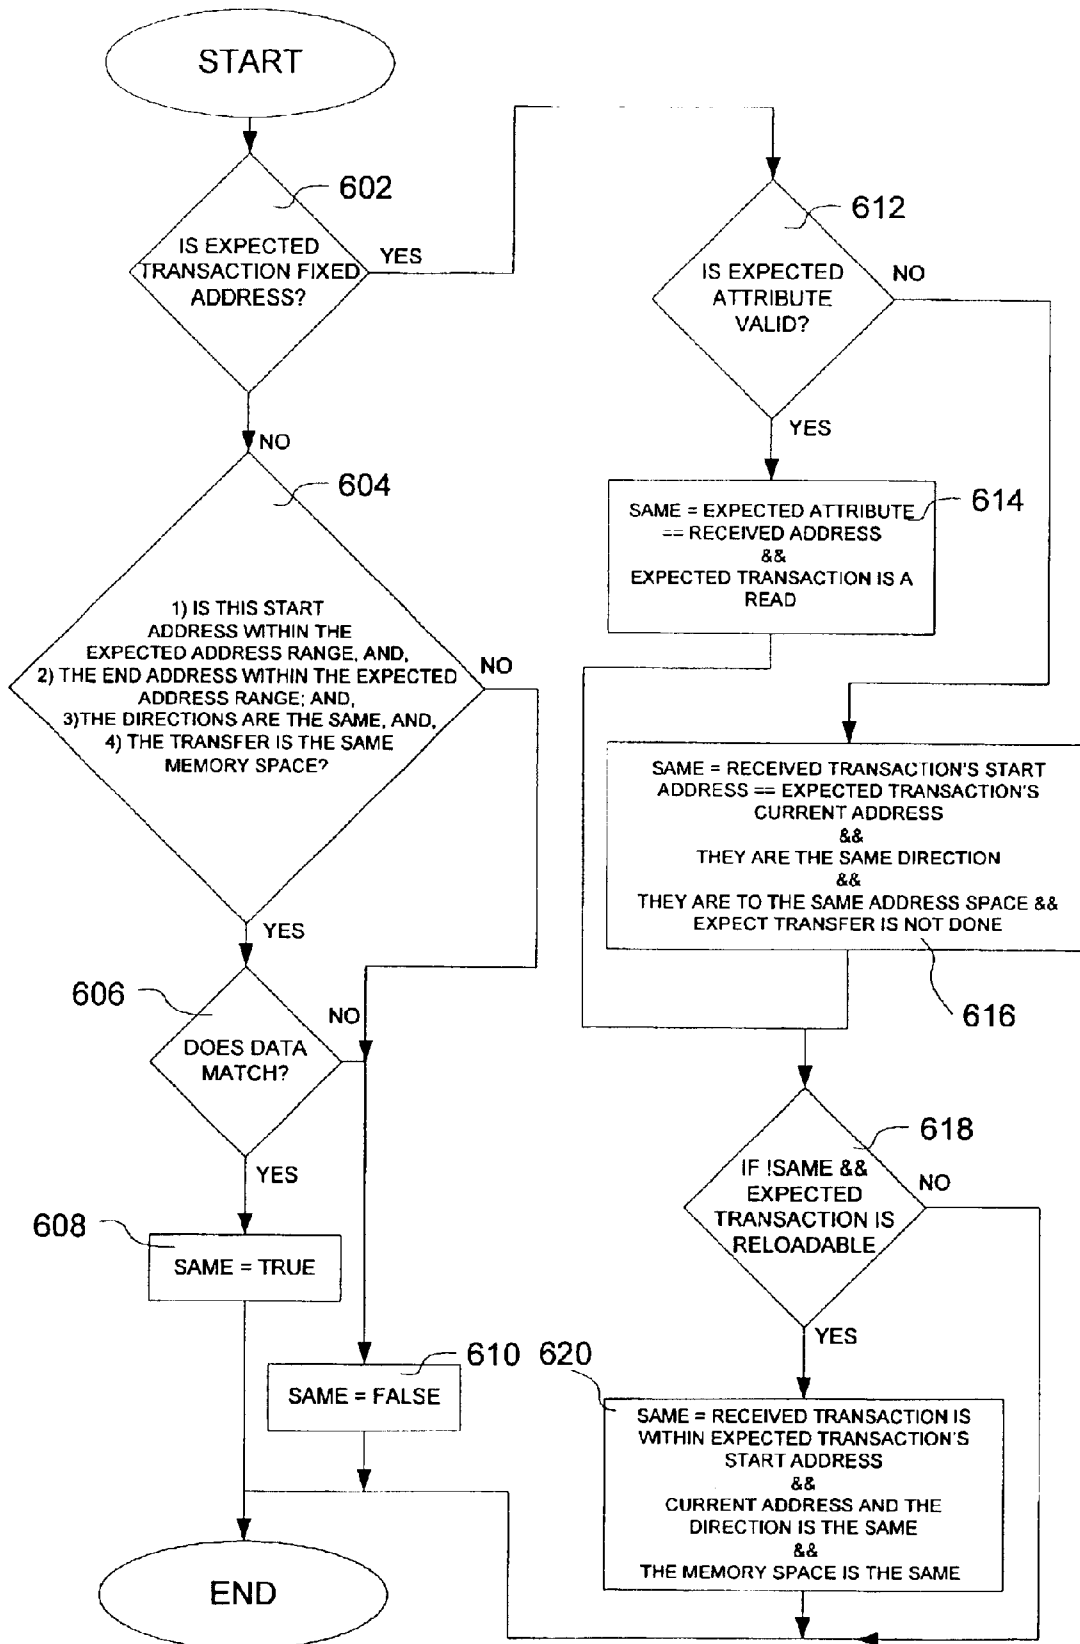 START
602
IS EXPECTED
TRANSACTION FIXED
ADDRESS?
YES
NO
604
1) IS THIS START
ADDRESS WITHIN THE
EXPECTED ADDRESS RANGE, AND,
2) THE END ADDRESS WITHIN THE EXPECTED
ADDRESS RANGE; AND,
3)THE DIRECTIONS ARE THE SAME, AND,
4) THE TRANSFER IS THE SAME
MEMORY SPACE?
NO
YES
606
DOES DATA
MATCH?
NO
YES
608
SAME = TRUE
610
SAME = FALSE
END
612
IS EXPECTED
ATTRIBUTE
VALID?
NO
YES
614
SAME = EXPECTED ATTRIBUTE
== RECEIVED ADDRESS
&&
EXPECTED TRANSACTION IS A
READ
SAME = RECEIVED TRANSACTION'S START
ADDRESS == EXPECTED TRANSACTION'S
CURRENT ADDRESS
&&
THEY ARE THE SAME DIRECTION
&&
THEY ARE TO THE SAME ADDRESS SPACE &&
EXPECT TRANSFER IS NOT DONE
616
618
IF !SAME &&
EXPECTED
TRANSACTION IS
RELOADABLE
NO
YES
620
SAME = RECEIVED TRANSACTION IS
WITHIN EXPECTED TRANSACTION'S
START ADDRESS
&&
CURRENT ADDRESS AND THE
DIRECTION IS THE SAME
&&
THE MEMORY SPACE IS THE SAME